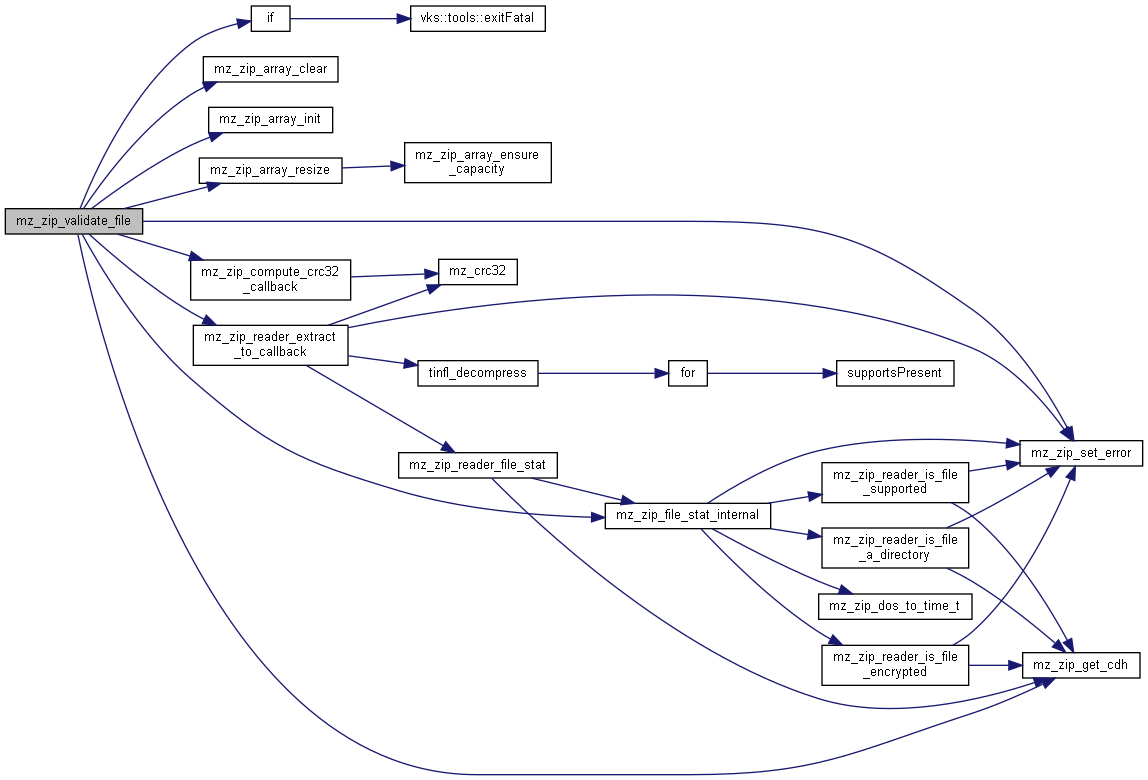 if
vks::tools::exitFatal
mz_zip_array_clear
mz_zip_array_init
mz_zip_array_ensure
_capacity
mz_zip_array_resize
mz_zip_validate_file
mz_zip_compute_crc32
_callback
mz_crc32
mz_zip_reader_extract
_to_callback
tinfl_decompress
for
supportsPresent
mz_zip_reader_file_stat
mz_zip_set_error
mz_zip_reader_is_file
_supported
mz_zip_file_stat_internal
mz_zip_reader_is_file
_a_directory
mz_zip_dos_to_time_t
mz_zip_reader_is_file
_encrypted
mz_zip_get_cdh